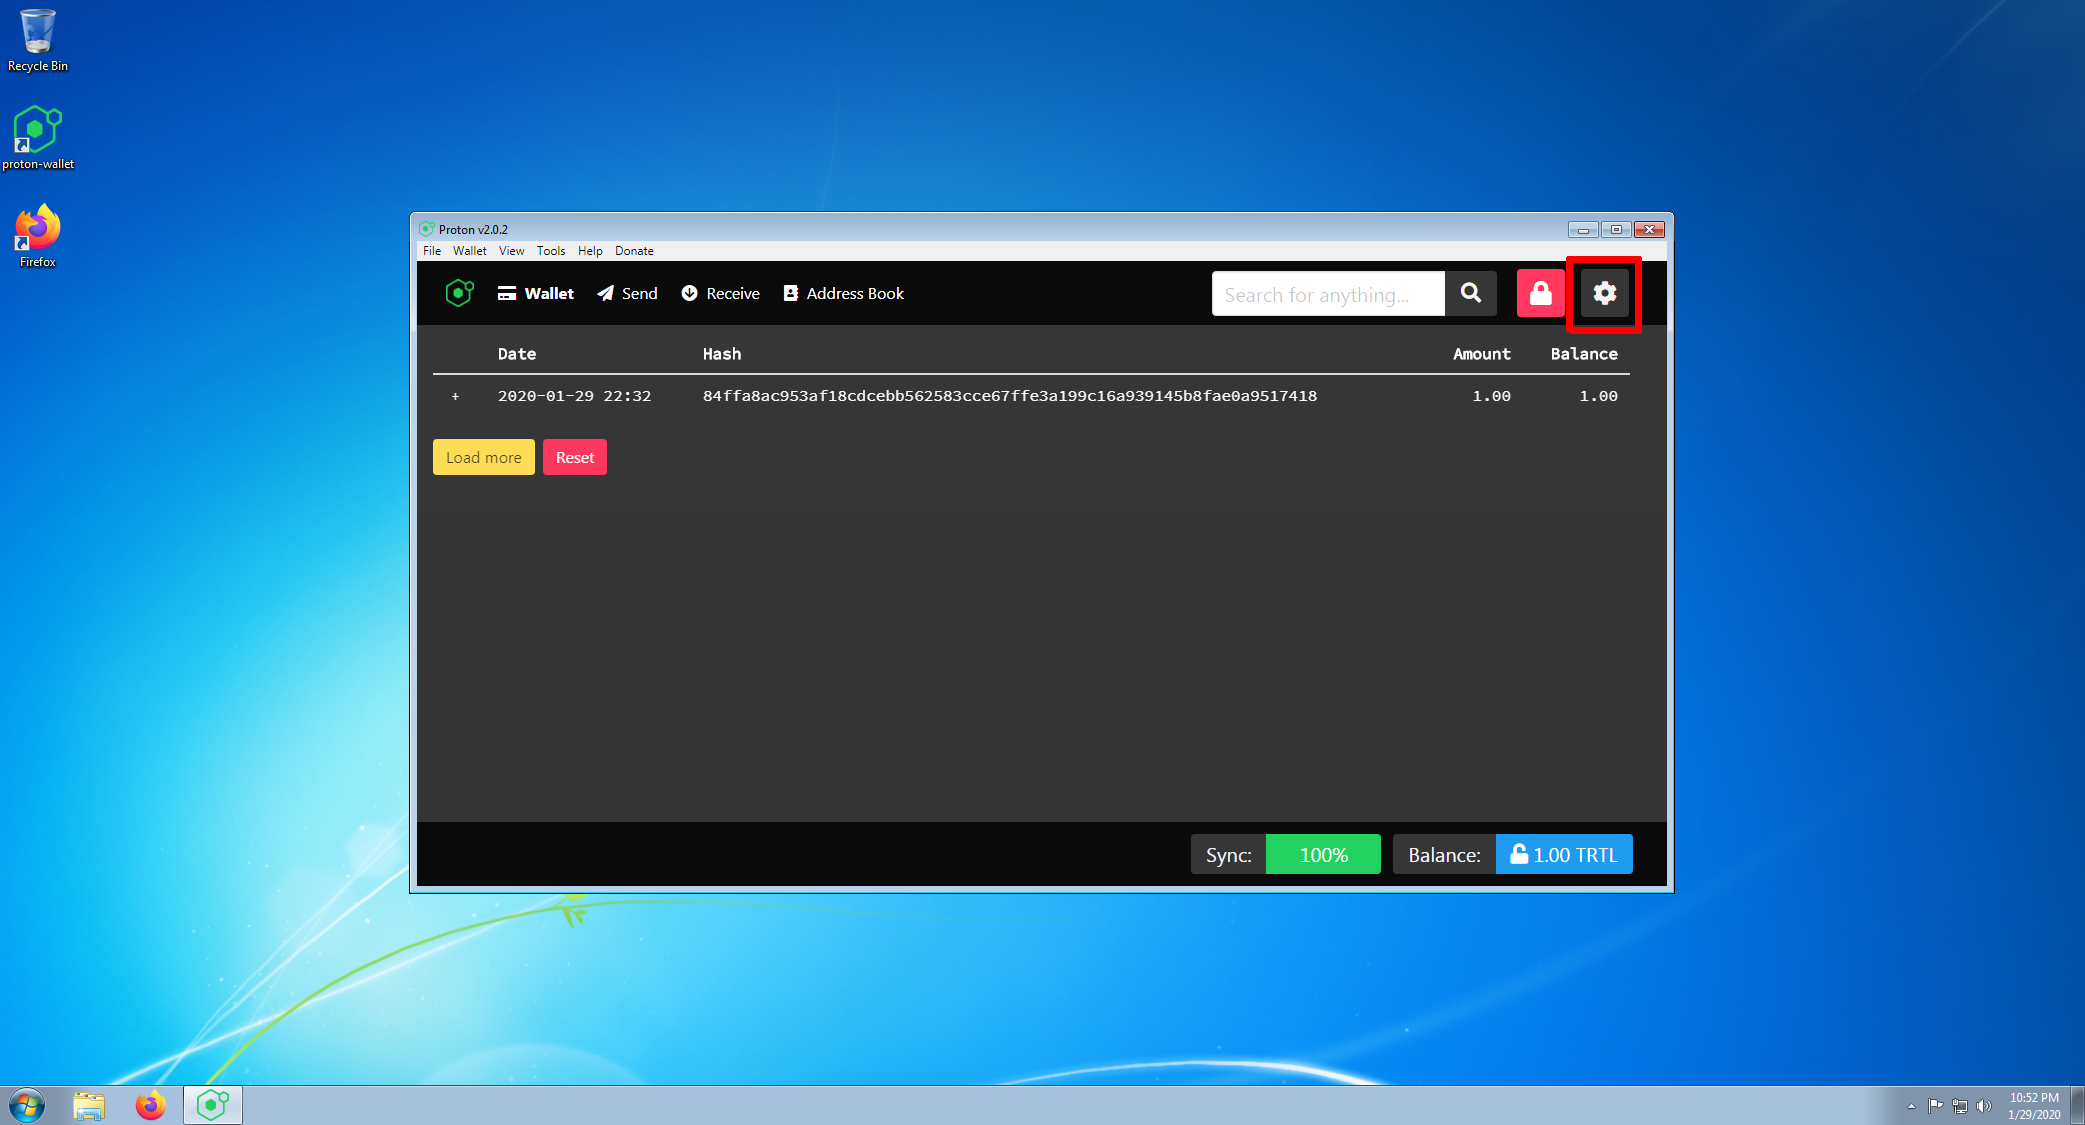 Recycle Bin
proton-wallet
Firefox
Proton v2.0.2
File Wallet View Tools Help Donate
Wallet Send Receive Address Book Search for anything...
Date Hash Amount Balance
+ 2020-01-29 22:32 84ffa8ac953af18cdcebb562583cce67ffe3a199c16a939145b8fae0a9517418 1.00 1.00
Load more Reset
Sync: 100% Balance: 1.00 TRTL
10:52 PM
1/29/2020